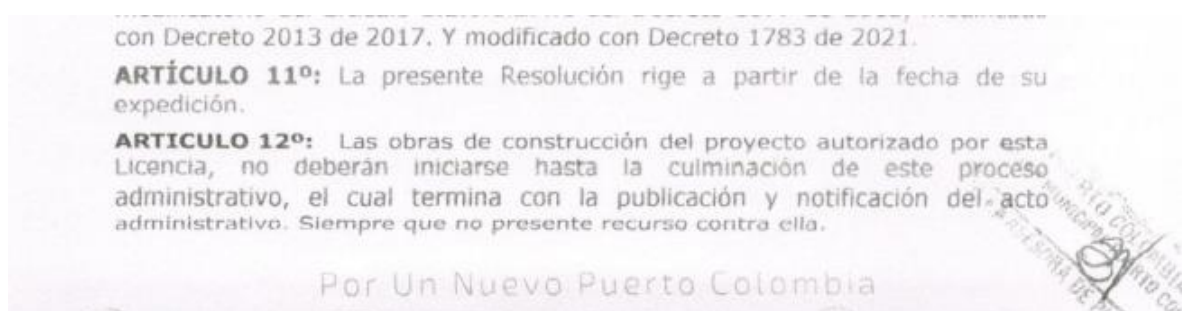 con Decreto 2013 de 2017. Y modificado con Decreto 1783 de 2021.
ARTÍCULO 11º: La presente Resolución rige a partir de la fecha de su
expedición.
ARTICULO 12º: Las obras de construcción del proyecto autorizado por esta
Licencia, no deberán iniciarse hasta la culminación de este proceso
administrativo, el cual termina con la publicación y notificación del acto
administrativo. Siempre que no presente recurso contra ella.
Por Un Nuevo Puerto Colombia